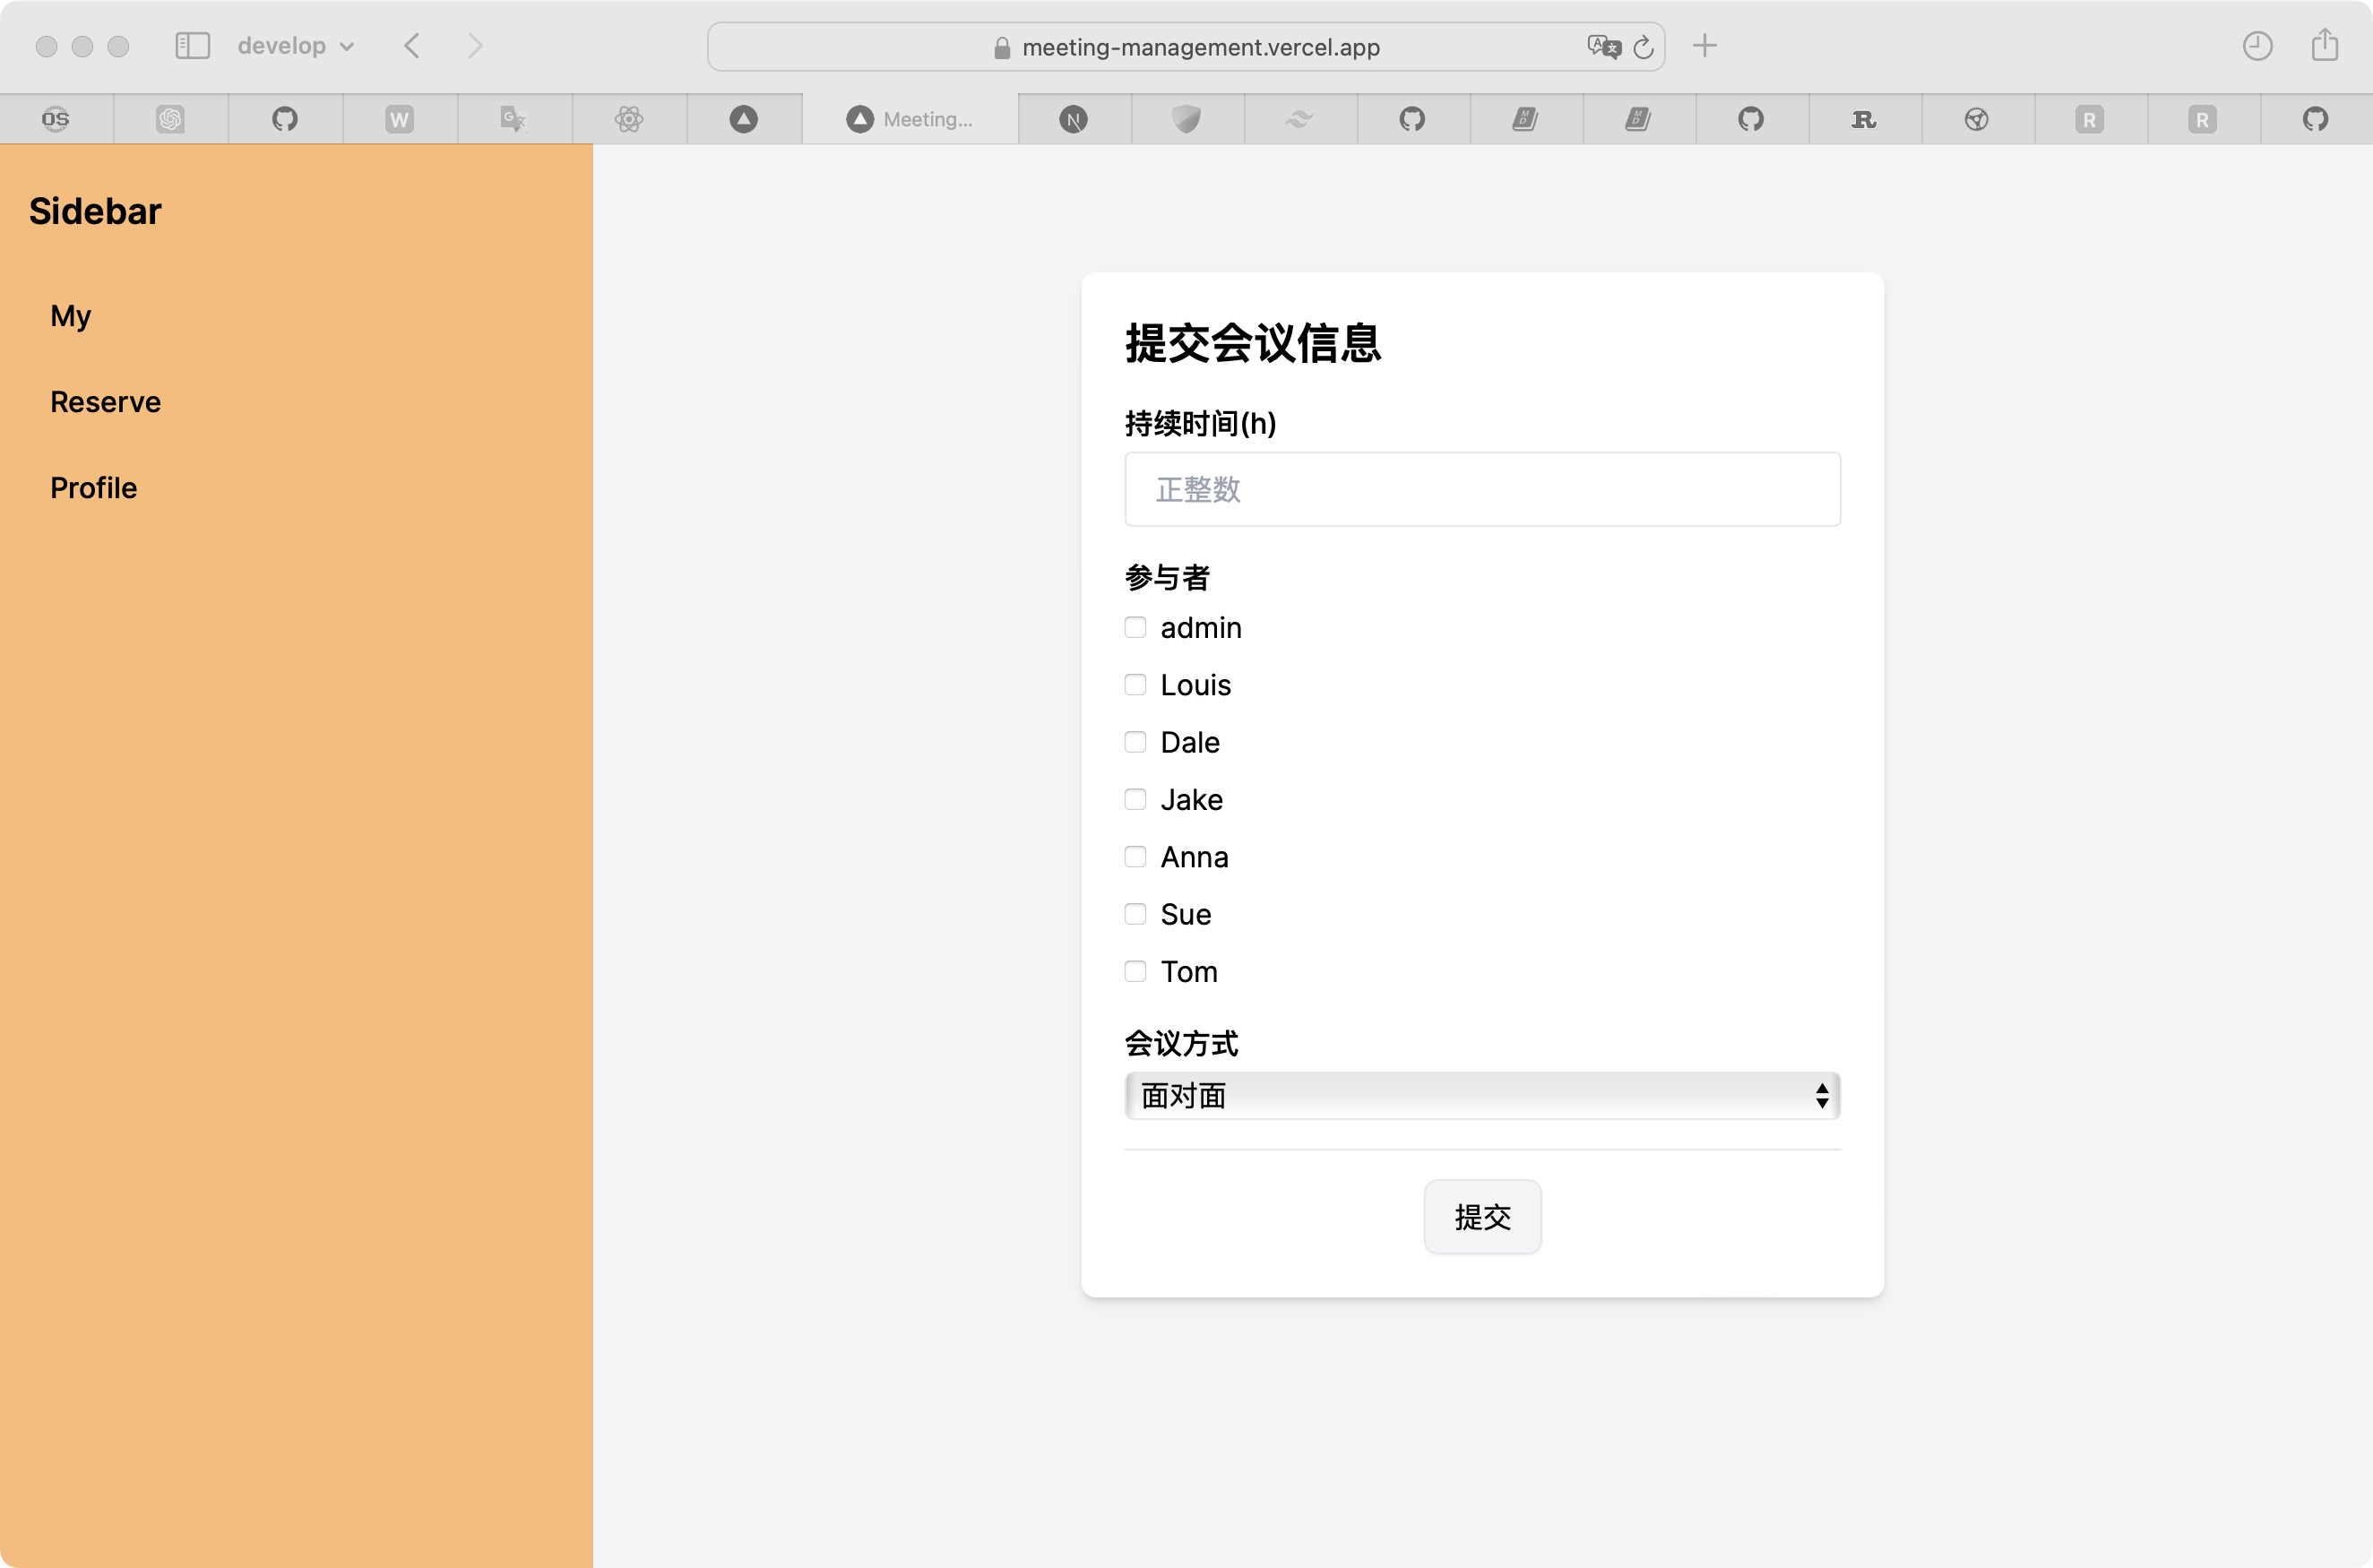 develop
meeting-management.vercel.app
Meeting...
Sidebar
My
Reserve
Profile
提交会议信息
持续时间(h)
正整数
参与者
admin
Louis
Dale
Jake
Anna
Sue
Tom
会议方式
面对面
提交